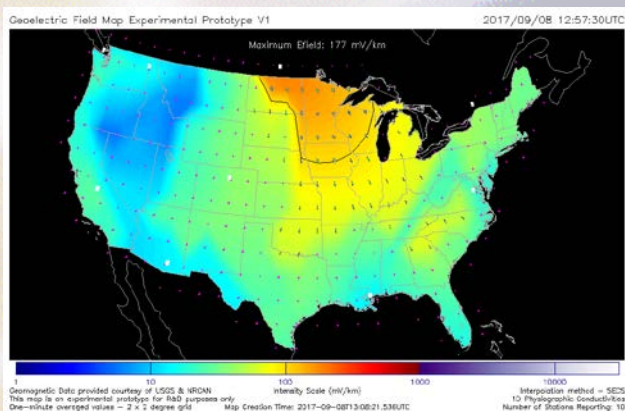 Geoelectric Field Map Experimental Prototype V1
2017/09/08 12:57:30UTC
Maximum Efield: 177 mV/km
1 10 100 1000 10000
Geomagnetic Data provided courtesy of USGS & NRCAN
Intensity Scale (mV/km)
Interpolation method - SECS
This map is an experimental prototype for R&D purposes only
1D Physiographic Conductivities
One-minute averaged values - 2 x 2 degree grid
Map Creation Time: 2017-09-08T13:08:21.536UTC
Number of Stations Reporting: 10